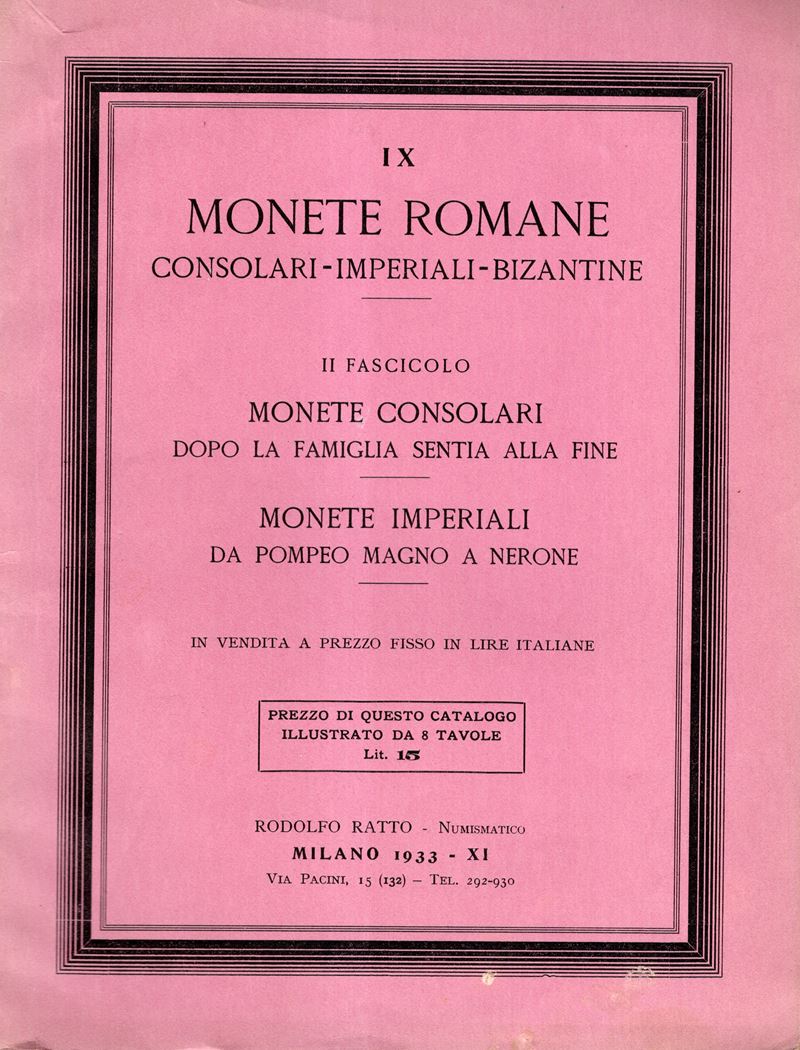 IX
MONETE ROMANE
CONSOLARI-IMPERIALI-BIZANTINE
II FASCICOLO
MONETE CONSOLARI
DOPO LA FAMIGLIA SENTIA ALLA FINE
MONETE IMPERIALI
DA POMPEO MAGNO A NERONE
IN VENDITA A PREZZO FISSO IN LIRE ITALIANE
PREZZO DI QUESTO CATALOGO
ILLUSTRATO DA 8 TAVOLE
Lit. 15
RODOLFO RATTO - NUMISMATICO
MILANO 1933 - XI
VIA PACINI, 15 (132) — TEL. 292-930